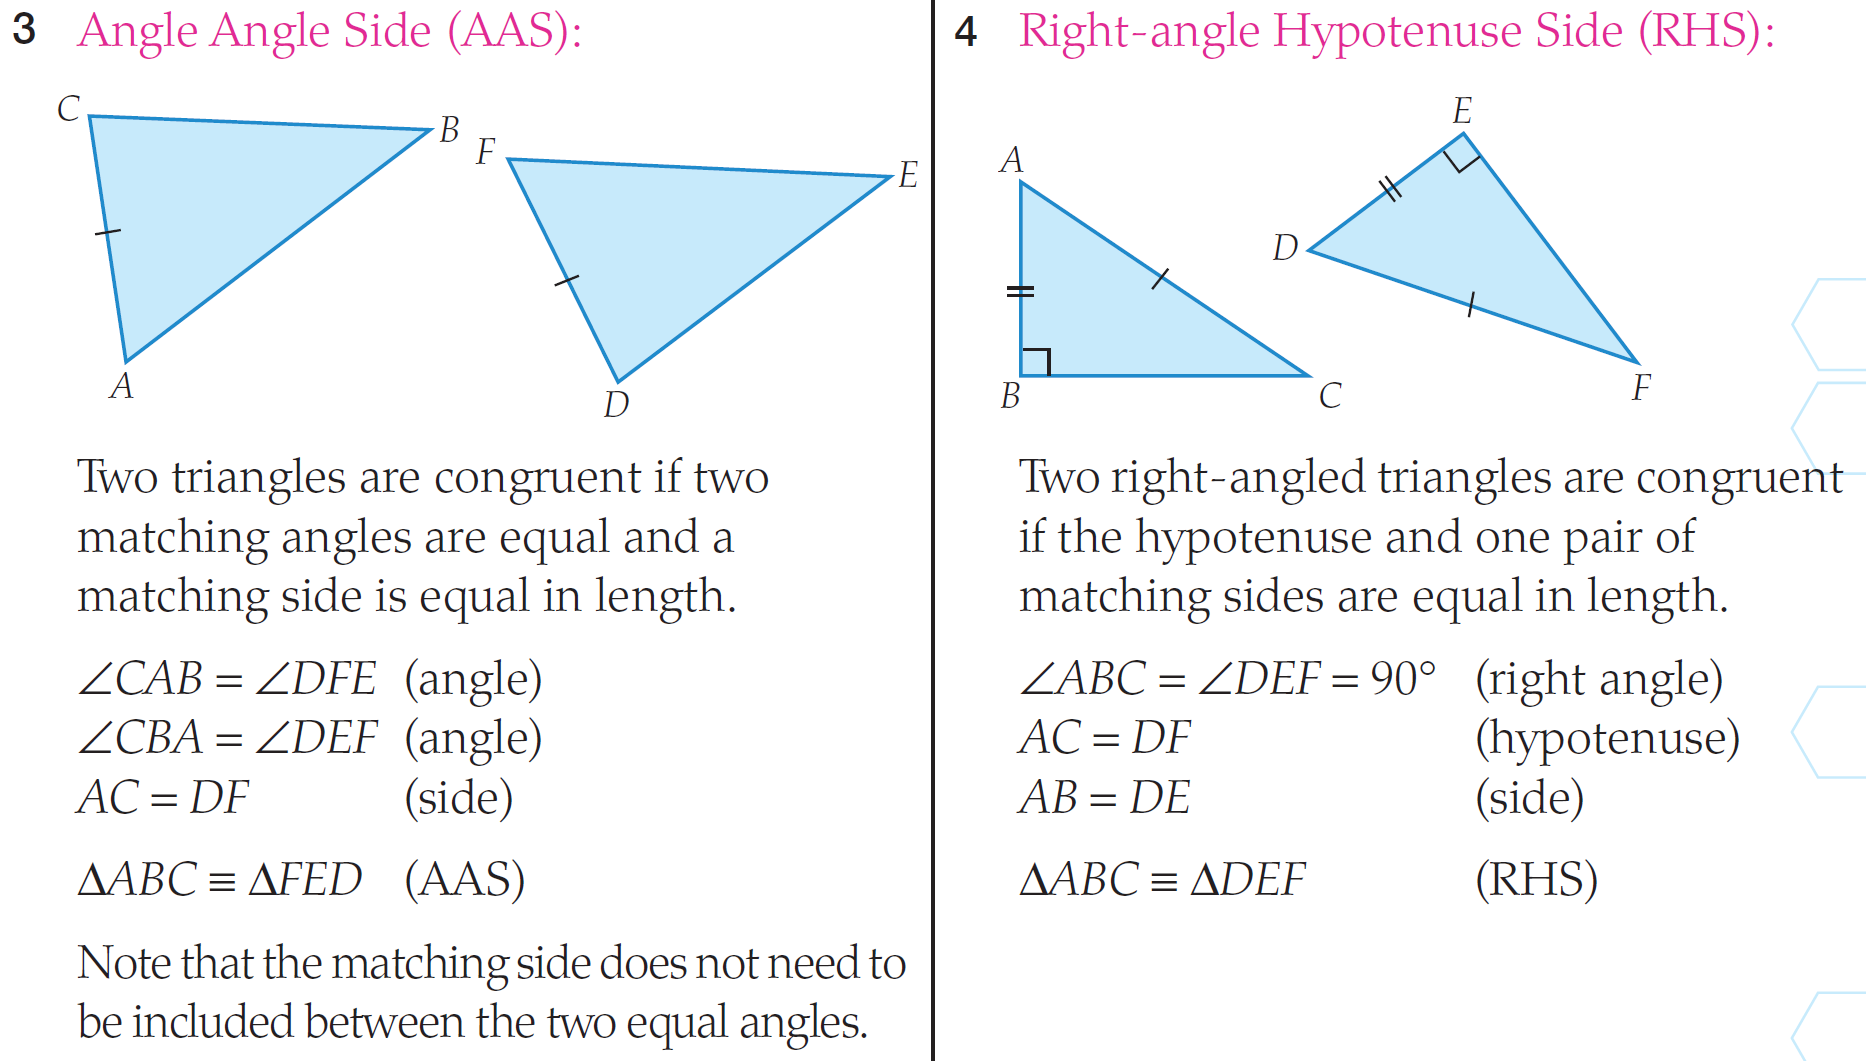 3 Angle Angle Side (AAS):
C
B
F
E
A
D
Two triangles are congruent if two
matching angles are equal and a
matching side is equal in length.
∠CAB = ∠DFE (angle)
∠CBA = ∠DEF (angle)
AC = DF (side)
ΔABC ≡ ΔFED (AAS)
Note that the matching side does not need to
be included between the two equal angles.
4 Right-angle Hypotenuse Side (RHS):
E
A
D
B
C
F
Two right-angled triangles are congruent
if the hypotenuse and one pair of
matching sides are equal in length.
∠ABC = ∠DEF = 90° (right angle)
AC = DF (hypotenuse)
AB = DE (side)
ΔABC ≡ ΔDEF (RHS)